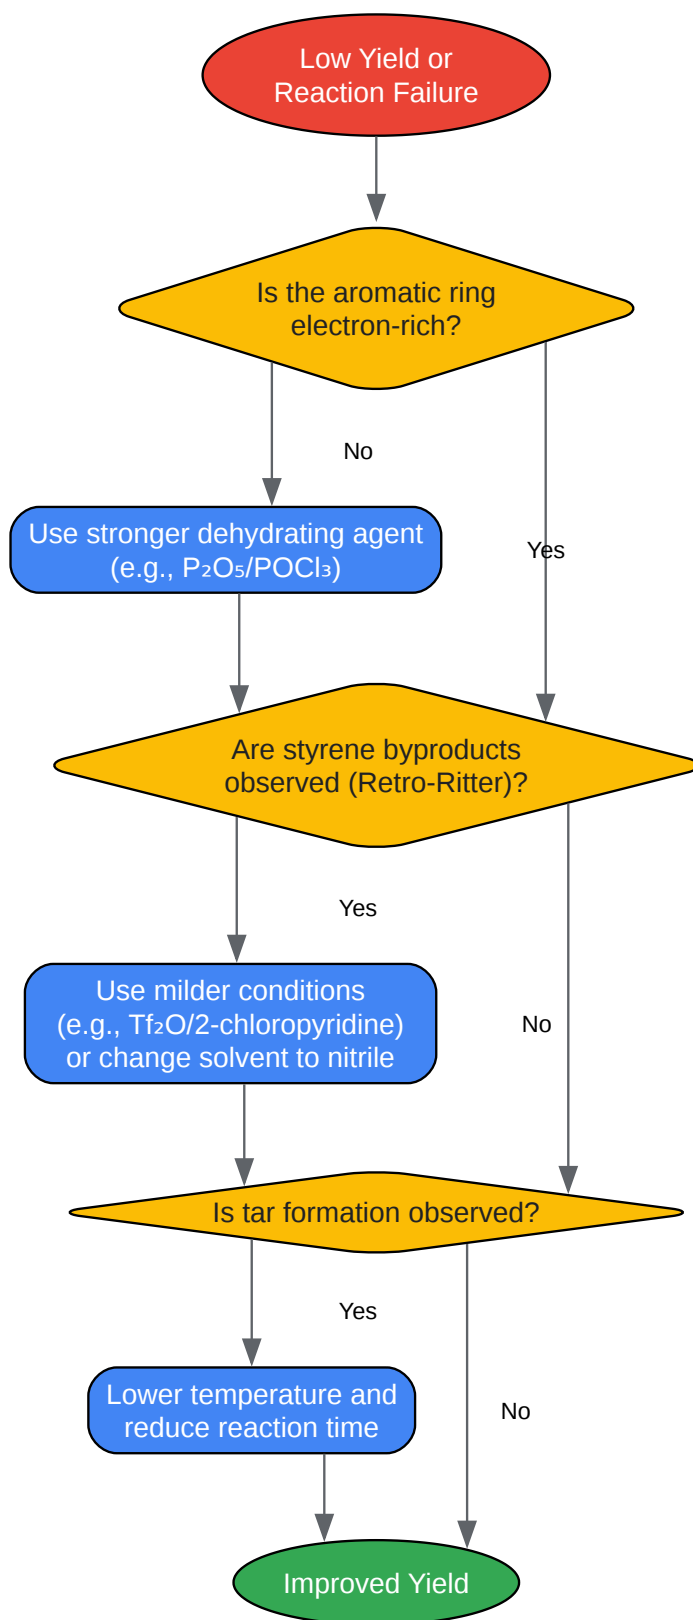 Low Yield or
Reaction Failure
Is the aromatic ring
electron-rich?
No
Use stronger dehydrating agent
(e.g., P₂O₅/POCl₃)
Yes
Are styrene byproducts
observed (Retro-Ritter)?
Yes
Use milder conditions
(e.g., Tf₂O/2-chloropyridine)
or change solvent to nitrile
No
Is tar formation observed?
Yes
Lower temperature and
reduce reaction time
No
Improved Yield